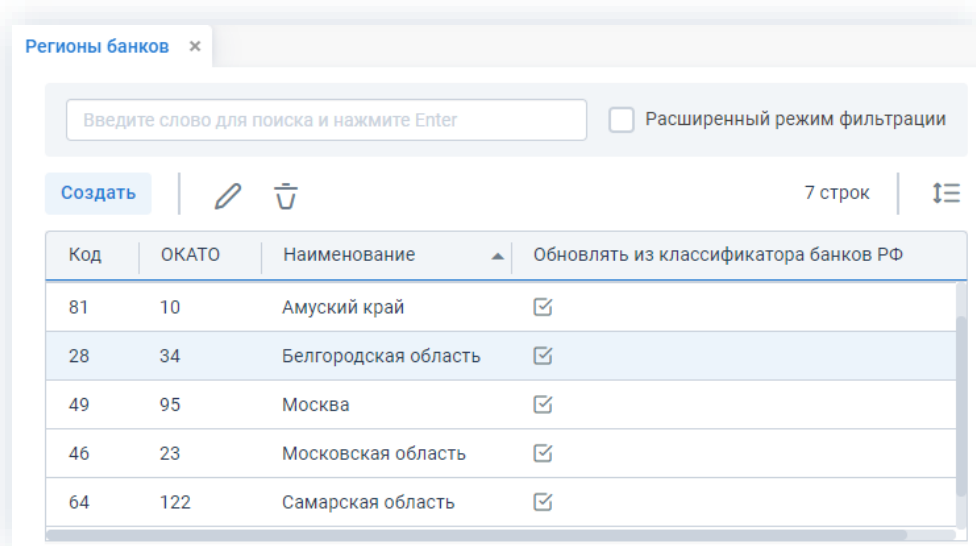 Регионы банков ×
Введите слово для поиска и нажмите Enter Расширенный режим фильтрации
Создать 7 строк
Код ОКАТО Наименование Обновлять из классификатора банков РФ
81 10 Амуский край
28 34 Белгородская область
49 95 Москва
46 23 Московская область
64 122 Самарская область